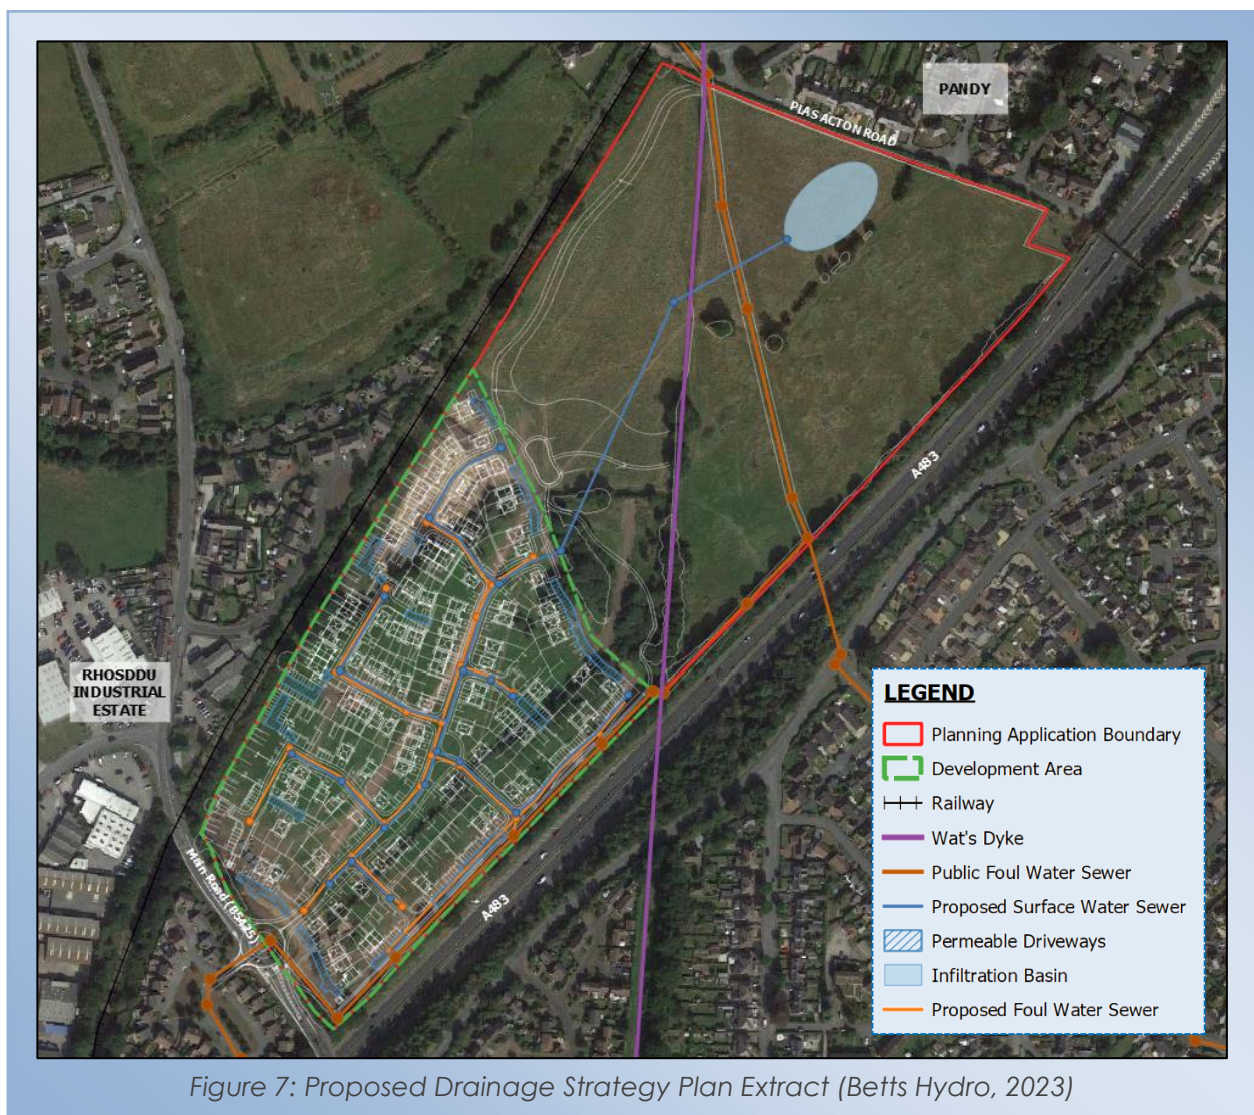 PANDY
PLAS ACTON ROAD
A483
RHOSDDU
INDUSTRIAL
ESTATE
Main Road (B5425)
A483
LEGEND
Planning Application Boundary
Development Area
Railway
Wat's Dyke
Public Foul Water Sewer
Proposed Surface Water Sewer
Permeable Driveways
Infiltration Basin
Proposed Foul Water Sewer
Figure 7: Proposed Drainage Strategy Plan Extract (Betts Hydro, 2023)